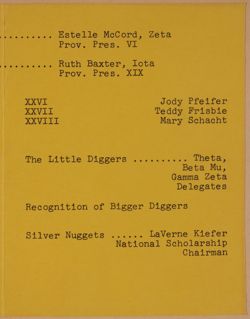 .......... Estelle McCord, Zeta
Prov. Pres. VI
........... Ruth Baxter, Iota
Prov. Pres. XIX
XXVI Jody Pfeifer
XXVII Teddy Frisbie
XXVIII Mary Schacht
The Little Diggers .......... Theta,
Beta Mu,
Gamma Zeta
Delegates
Recognition of Bigger Diggers
Silver Nuggets ...... LaVerne Kiefer
National Scholarship
Chairman